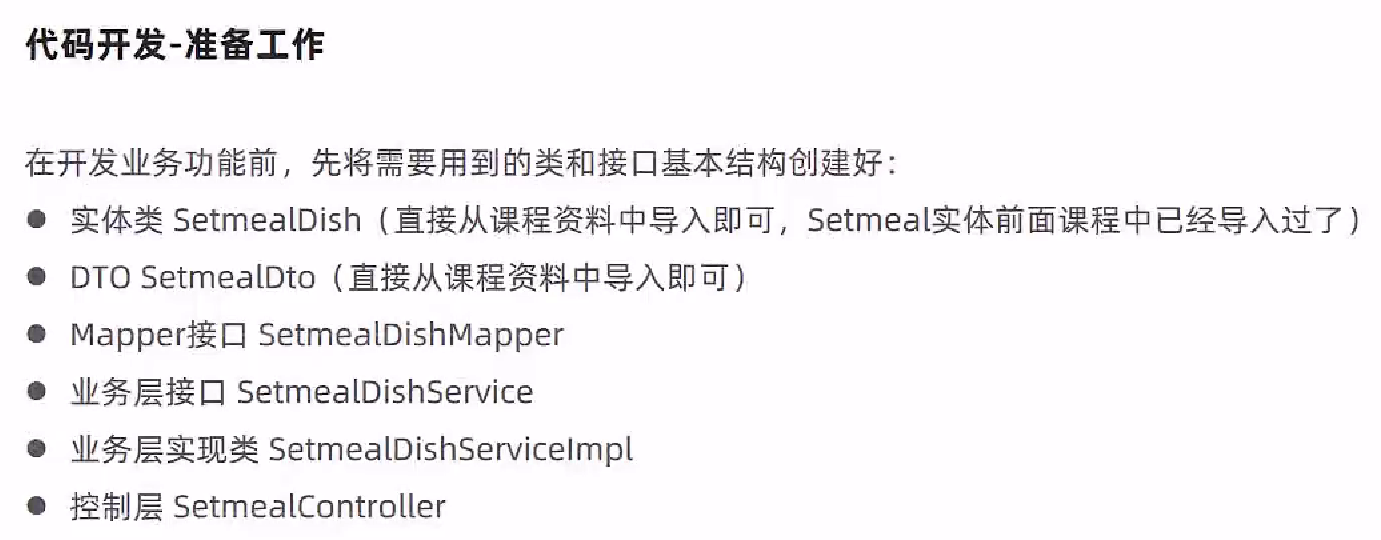 代码开发-准备工作
在开发业务功能前，先将需要用到的类和接口基本结构创建好：
● 实体类 SetmealDish（直接从课程资料中导入即可，Setmeal实体前面课程中已经导入过了）
● DTO SetmealDto（直接从课程资料中导入即可）
● Mapper接口 SetmealDishMapper
● 业务层接口 SetmealDishService
● 业务层实现类 SetmealDishServiceImpl
● 控制层 SetmealController